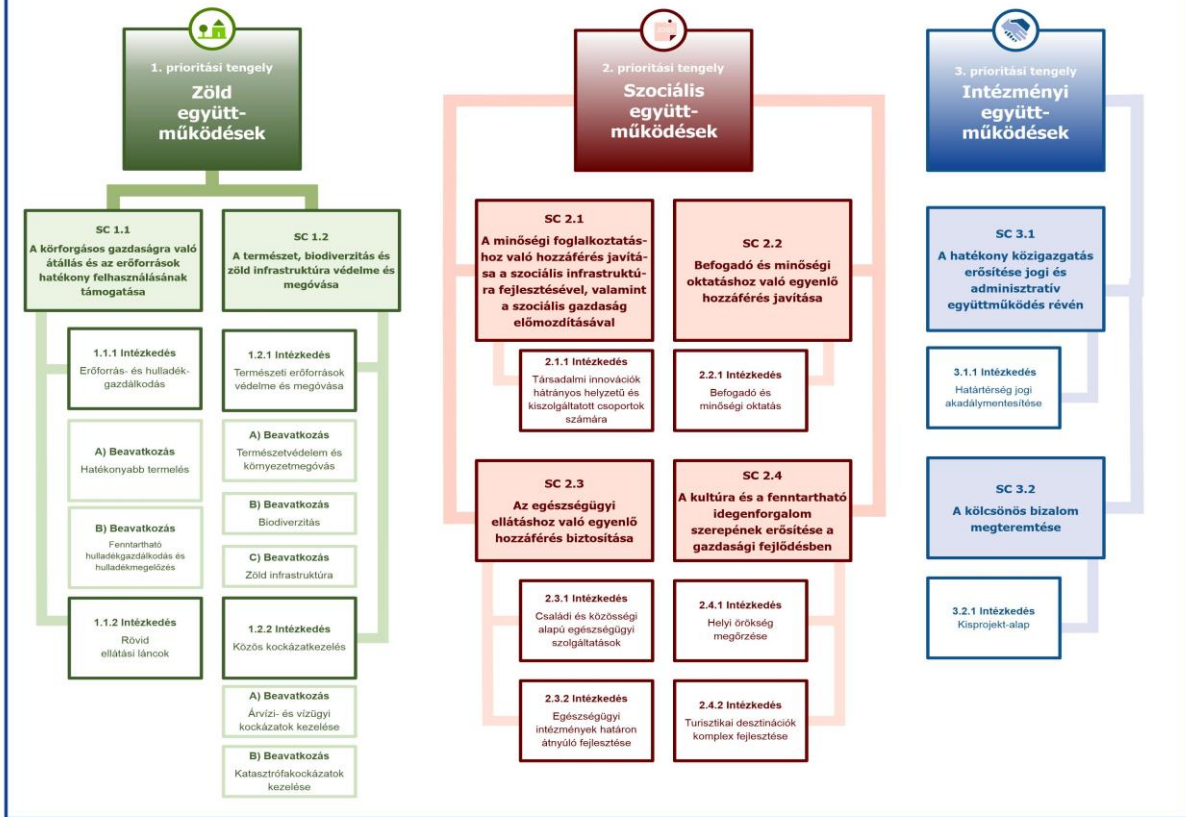 1. prioritási tengely
Zöld
együtt-
működések
SC 1.1
A körforgásos gazdaságra való
átállás és az erőforrások
hatékony felhasználásának
támogatása
1.1.1 Intézkedés
Erőforrás- és hulladék-
gazdálkodás
A) Beavatkozás
Hatékonyabb termelés
B) Beavatkozás
Fenntartható
hulladékgazdálkodás és
hulladékmegelőzés
1.1.2 Intézkedés
Rövid
ellátási láncok
SC 1.2
A természet, biodiverzitás és
zöld infrastruktúra védelme és
megóvása
1.2.1 Intézkedés
Természeti erőforrások
védelme és megóvása
A) Beavatkozás
Természetvédelem és
környezetmegóvás
B) Beavatkozás
Biodiverzitás
C) Beavatkozás
Zöld infrastruktúra
1.2.2 Intézkedés
Közös kockázatkezelés
A) Beavatkozás
Árvízi- és vízügyi
kockázatok kezelése
B) Beavatkozás
Katasztrófakockázatok
kezelése
2. prioritási tengely
Szociális
együtt-
működések
SC 2.1
A minőségi foglalkoztatás-
hoz való hozzáférés javítá-
sa a szociális infrastruktú-
ra fejlesztésével, valamint
a szociális gazdaság
előmozdításával
2.1.1 Intézkedés
Társadalmi innovációk
hátrányos helyzetű és
kiszolgáltatott csoportok
számára
SC 2.2
Befogadó és minőségi
oktatáshoz való egyenlő
hozzáférés javítása
2.2.1 Intézkedés
Befogadó és
minőségi oktatás
SC 2.3
Az egészségügyi
ellátáshoz való egyenlő
hozzáférés biztosítása
2.3.1 Intézkedés
Családi és közösségi
alapú egészségügyi
szolgáltatások
2.3.2 Intézkedés
Egészségügyi
intézmények határon
átnyúló fejlesztése
SC 2.4
A kultúra és a fenntartható
idegenforgalom
szerepének erősítése a
gazdasági fejlődésben
2.4.1 Intézkedés
Helyi örökség
megőrzése
2.4.2 Intézkedés
Turisztikai desztinációk
komplex fejlesztése
3. prioritási tengely
Intézményi
együtt-
működések
SC 3.1
A hatékony közigazgatás
erősítése jogi és
adminisztratív
együttműködés révén
3.1.1 Intézkedés
Határtérség jogi
akadálymentesítése
SC 3.2
A kölcsönös bizalom
megteremtése
3.2.1 Intézkedés
Kisprojekt-alap